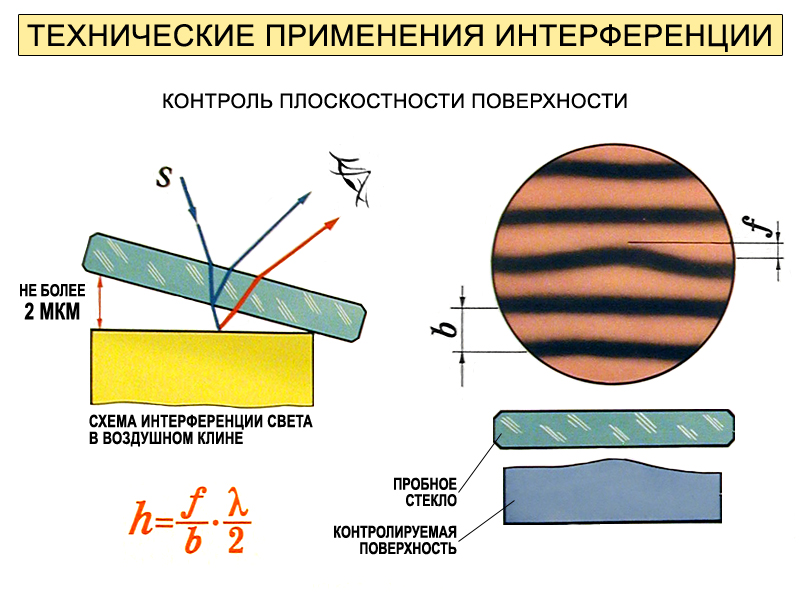 ТЕХНИЧЕСКИЕ ПРИМЕНЕНИЯ ИНТЕРФЕРЕНЦИИ
КОНТРОЛЬ ПЛОСКОСТНОСТИ ПОВЕРХНОСТИ
S
НЕ БОЛЕЕ
2 МКМ
СХЕМА ИНТЕРФЕРЕНЦИИ СВЕТА
В ВОЗДУШНОМ КЛИНЕ
f
b
ПРОБНОЕ
СТЕКЛО
КОНТРОЛИРУЕМАЯ
ПОВЕРХНОСТЬ
h = f/b · λ/2